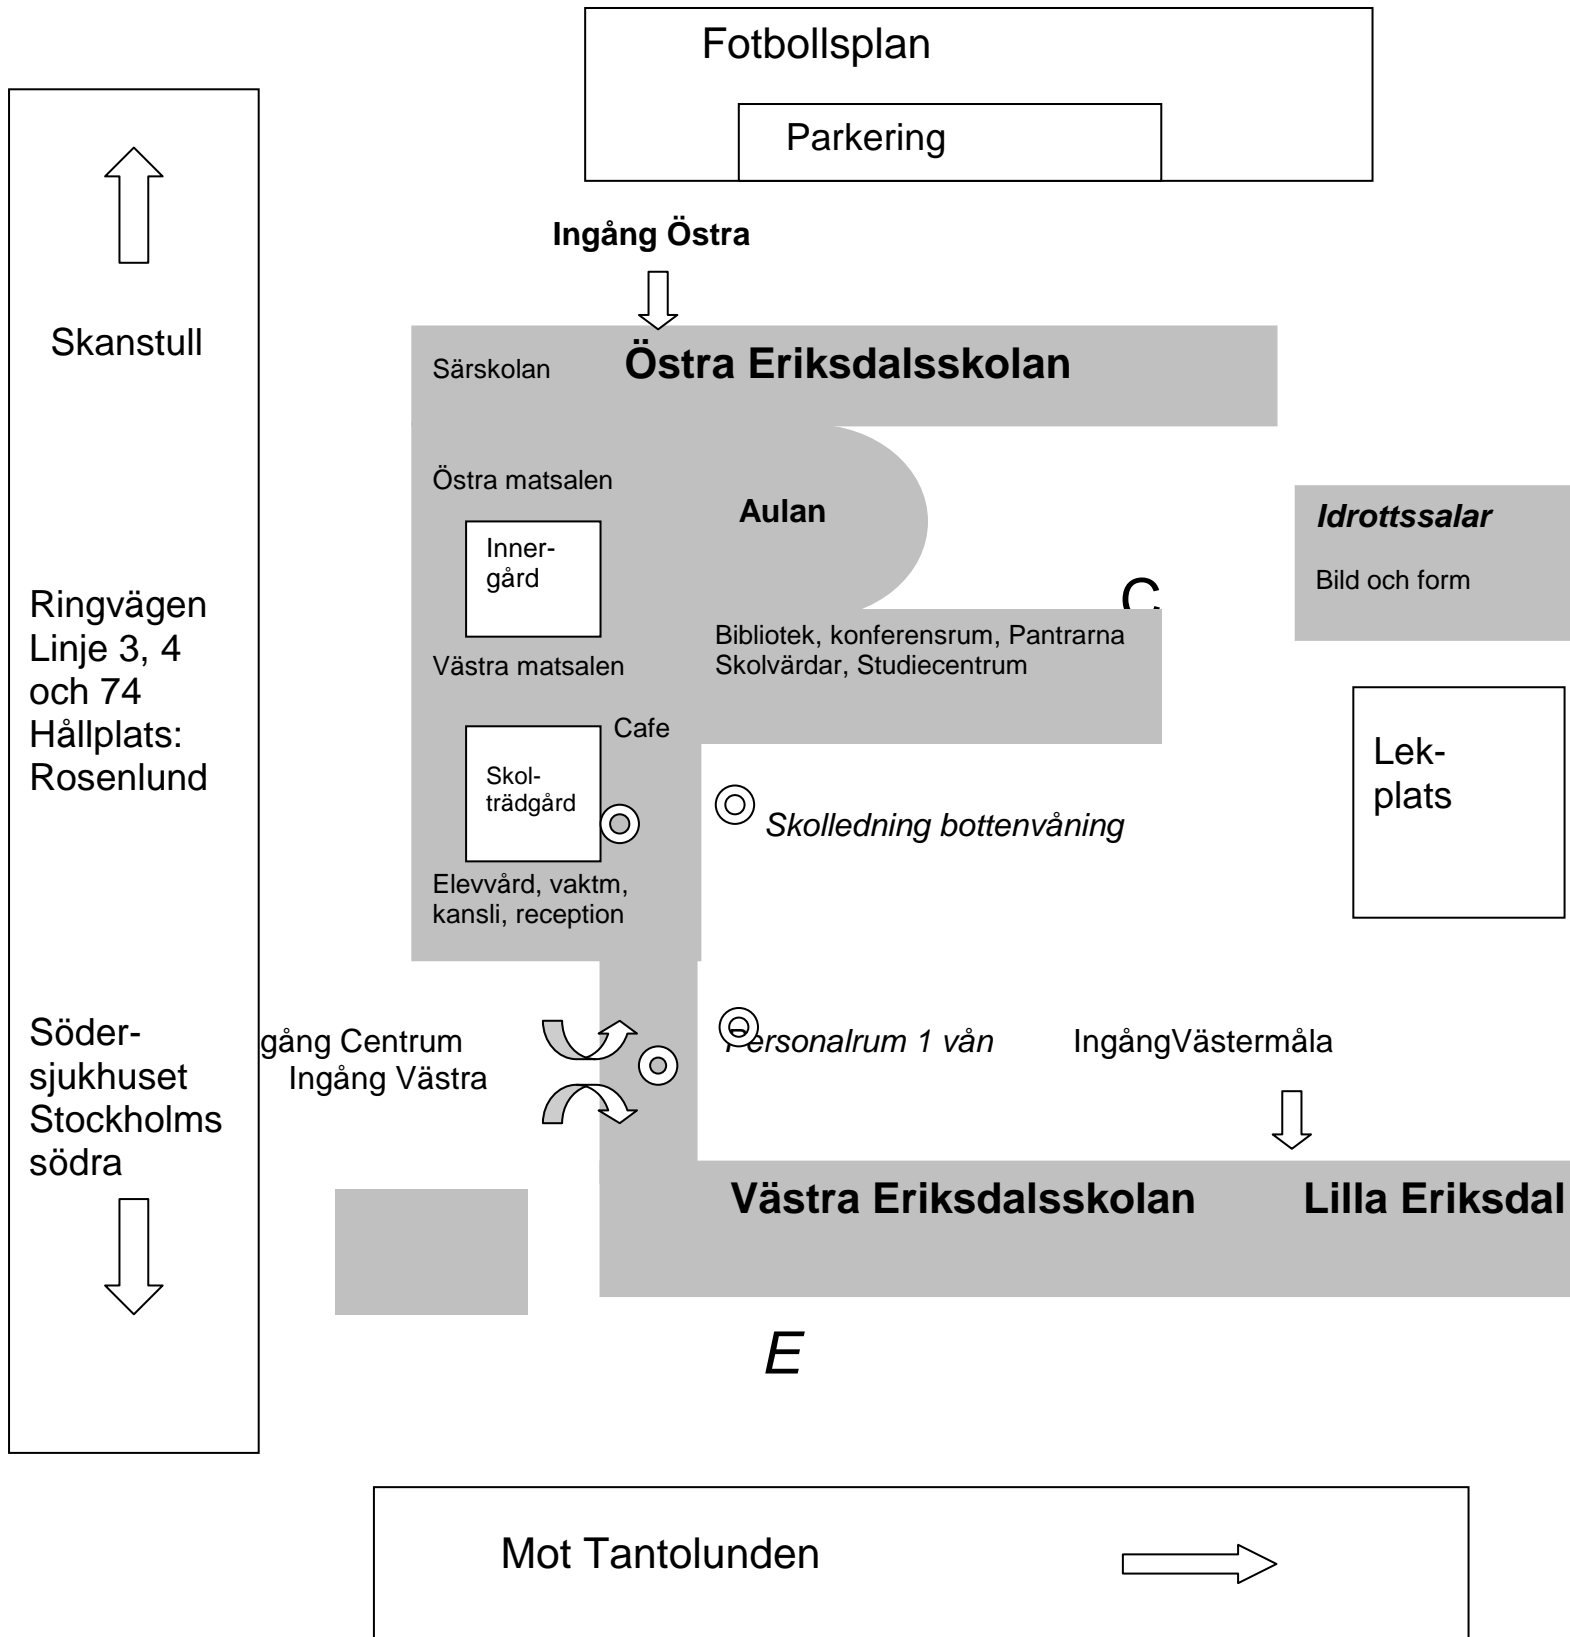 Fotbollsplan
Parkering
Ingång Östra
Skanstull
Särskolan
Östra Eriksdalsskolan
Östra matsalen
Aulan
Idrottssalar
Bild och form
Inner-
gård
C
Ringvägen
Linje 3, 4
och 74
Hållplats:
Rosenlund
Bibliotek, konferensrum, Pantrarna
Skolvärdar, Studiecentrum
Västra matsalen
Cafe
Lek-
plats
Skol-
trädgård
Skolledning bottenvåning
Elevvård, vaktm,
kansli, reception
Söder-
sjukhuset
Stockholms
södra
gång Centrum
Ingång Västra
Personalrum 1 vån
IngångVästermåla
Västra Eriksdalsskolan
Lilla Eriksdal
E
Mot Tantolunden